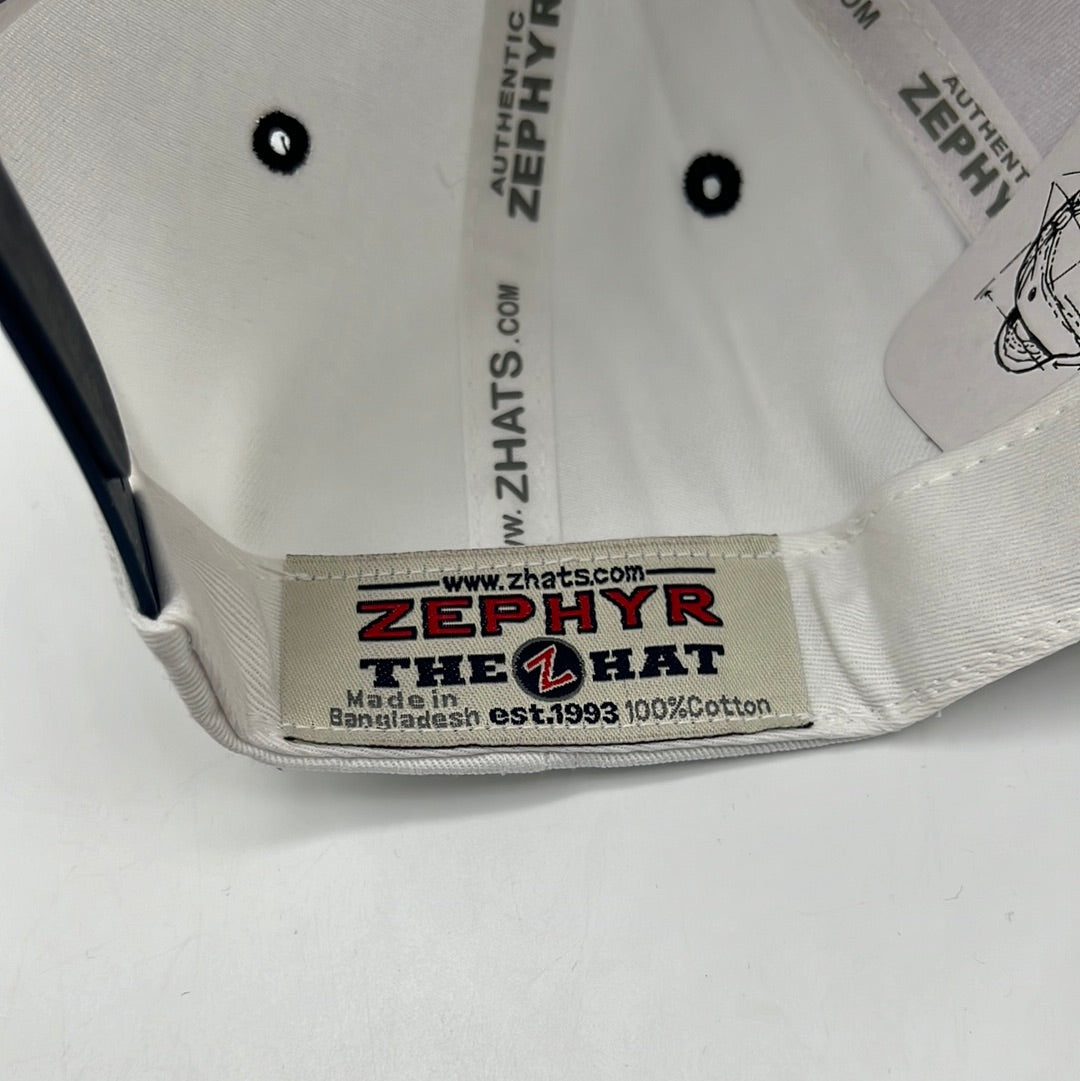 AUTHENTIC
ZEPHYR
www.ZHATS.COM
AUTHENT
ZEPHY
www.zhats.com
ZEPHYR
THE Z HAT
Made in
Bangladesh est.1993 100%Cotton